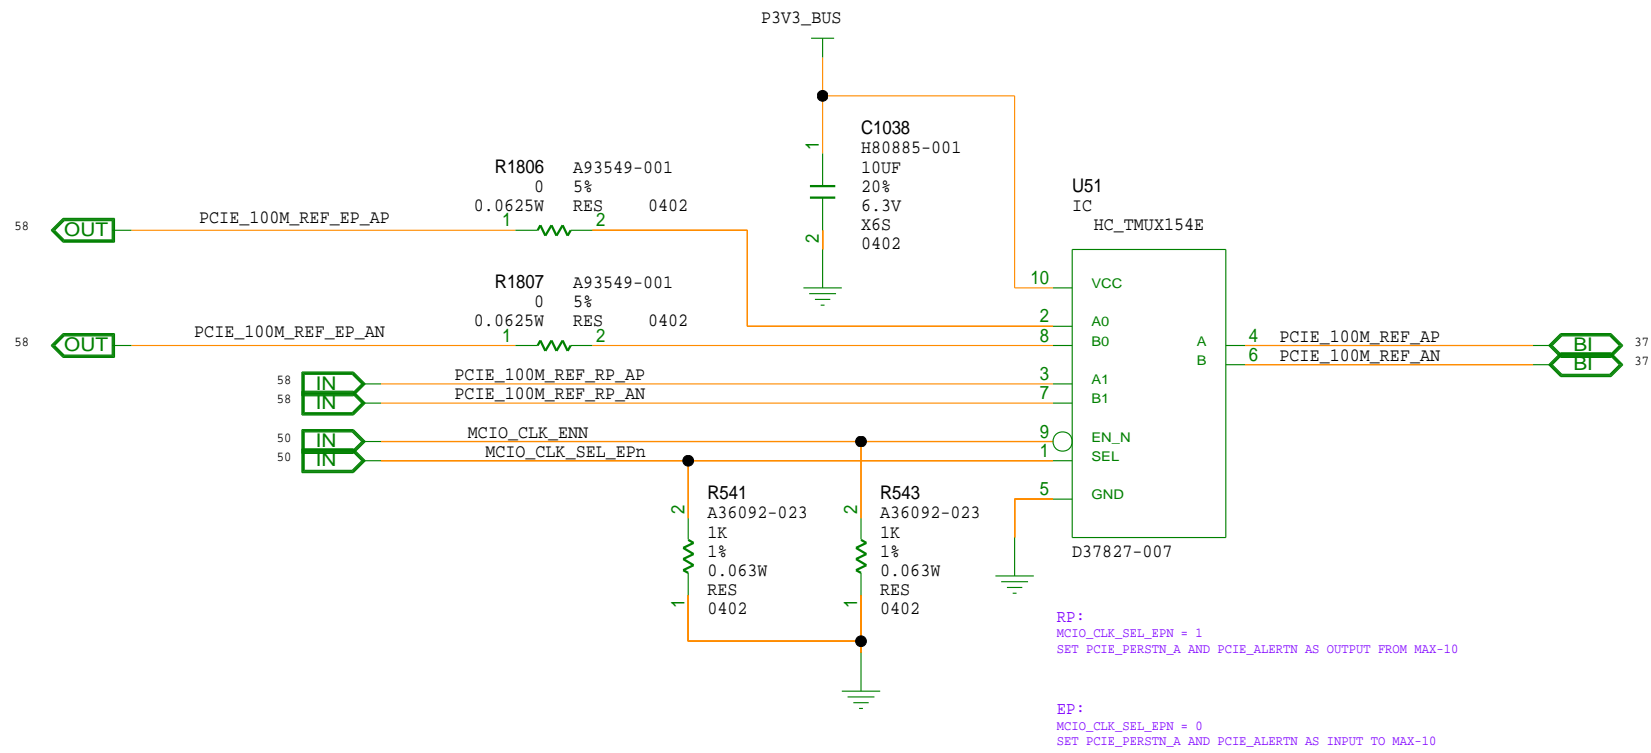 P3V3_BUS
C1038
H80885-001
10UF
20%
6.3V
X6S
0402
1
2
R1806 A93549-001
0 5%
0.0625W RES 0402
58 OUT PCIE_100M_REF_EP_AP 1 2
R1807 A93549-001
0 5%
0.0625W RES 0402
58 OUT PCIE_100M_REF_EP_AN 1 2
58 IN PCIE_100M_REF_RP_AP
58 IN PCIE_100M_REF_RP_AN
50 IN MCIO_CLK_ENN
50 IN MCIO_CLK_SEL_EPn
U51
IC
HC_TMUX154E
10 VCC
2 A0
8 B0
3 A1
7 B1
9 EN_N
1 SEL
5 GND
A 4 PCIE_100M_REF_AP BI 37
B 6 PCIE_100M_REF_AN BI 37
D37827-007
R541
A36092-023
1K
1%
0.063W
RES
0402
2
1
R543
A36092-023
1K
1%
0.063W
RES
0402
2
1
RP:
MCIO_CLK_SEL_EPN = 1
SET PCIE_PERSTN_A AND PCIE_ALERTN AS OUTPUT FROM MAX-10
EP:
MCIO_CLK_SEL_EPN = 0
SET PCIE_PERSTN_A AND PCIE_ALERTN AS INPUT TO MAX-10